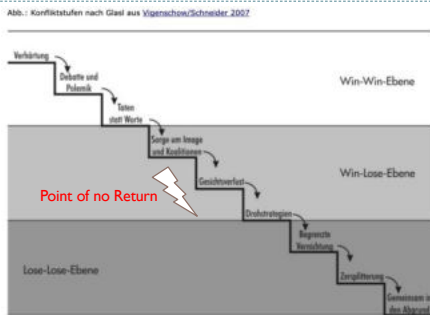 Abb.: Konfliktstufen nach Glasl aus Vigenschow/Schneider 2007
Verhärtung
Debatte und
Polemik
Win-Win-Ebene
Taten
statt Worte
Sorge um Image
und Koalitionen
Win-Lose-Ebene
Gesichtsverlust
Point of no Return
Drohstrategien
Begrenzte
Vernichtung
Lose-Lose-Ebene
Zersplitterung
Gemeinsam in
den Abgrund